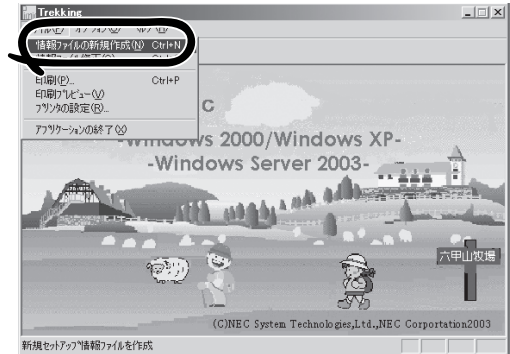 Trekking
情報ファイルの新規作成(N) Ctrl+N
印刷(P)... Ctrl+P
印刷プレビュー(V)
プリンタの設定(R)...
アプリケーションの終了(X)
C
-Windows 2000/Windows XP-
-Windows Server 2003-
六甲山牧場
(C)NEC System Technologies,Ltd.,NEC Corportation2003
新規セットアップ情報ファイルを作成